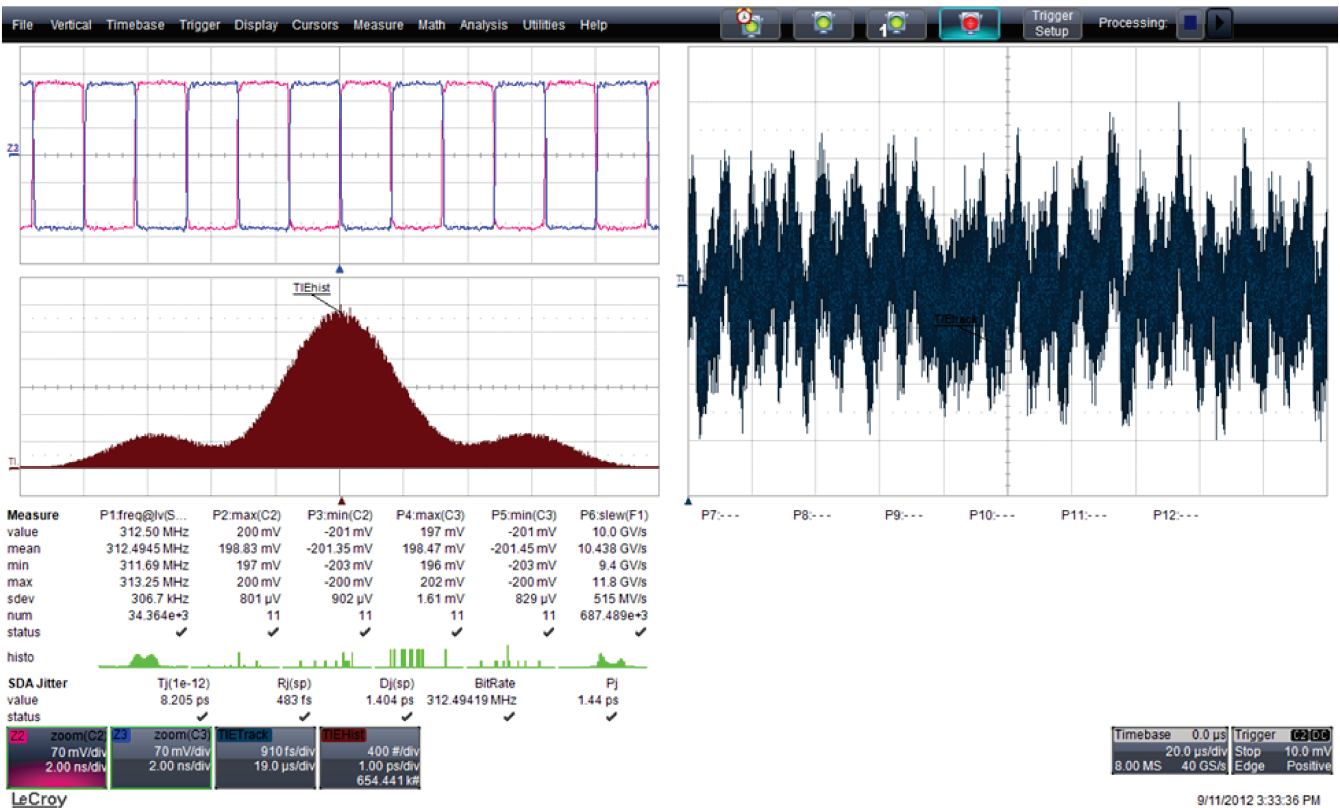 File Vertical Timebase Trigger Display Cursors Measure Math Analysis Utilities Help 1 Trigger Setup Processing:
Z3
TIEhist
TI
TI
TIEtrack
Measure P1:freq@lv(S... P2:max(C2) P3:min(C2) P4:max(C3) P5:min(C3) P6:slew(F1) P7:- - - P8:- - - P9:- - - P10:- - - P11:- - - P12:- - -
value 312.50 MHz 200 mV -201 mV 197 mV -201 mV 10.0 GV/s
mean 312.4945 MHz 198.83 mV -201.35 mV 198.47 mV -201.45 mV 10.438 GV/s
min 311.69 MHz 197 mV -203 mV 196 mV -203 mV 9.4 GV/s
max 313.25 MHz 200 mV -200 mV 202 mV -200 mV 11.8 GV/s
sdev 306.7 kHz 801 µV 902 µV 1.61 mV 829 µV 515 MV/s
num 34.364e+3 11 11 11 11 687.489e+3
status
histo
SDA Jitter Tj(1e-12) Rj(sp) Dj(sp) BitRate Pj
value 8.205 ps 483 fs 1.404 ps 312.49419 MHz 1.44 ps
status
Z2 zoom(C2) Z3 zoom(C3) TIETrack TIEHist Timebase 0.0 µs Trigger C2 DC
70 mV/div 70 mV/div 910 fs/div 400 #/div 20.0 µs/div Stop 10.0 mV
2.00 ns/div 2.00 ns/div 19.0 µs/div 1.00 ps/div 8.00 MS 40 GS/s Edge Positive
654.441 k#
LeCroy 9/11/2012 3:33:36 PM